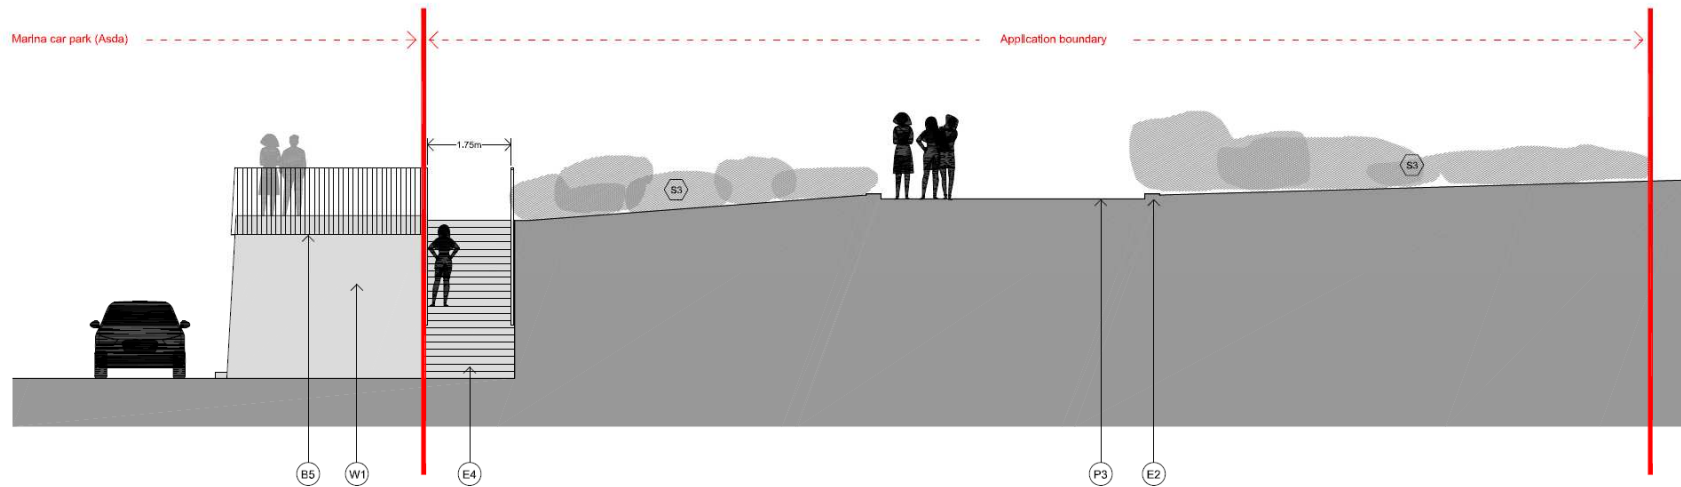 Marina car park (Asda)
Application boundary
1.75m
S3
S3
B5
W1
E4
P3
E2